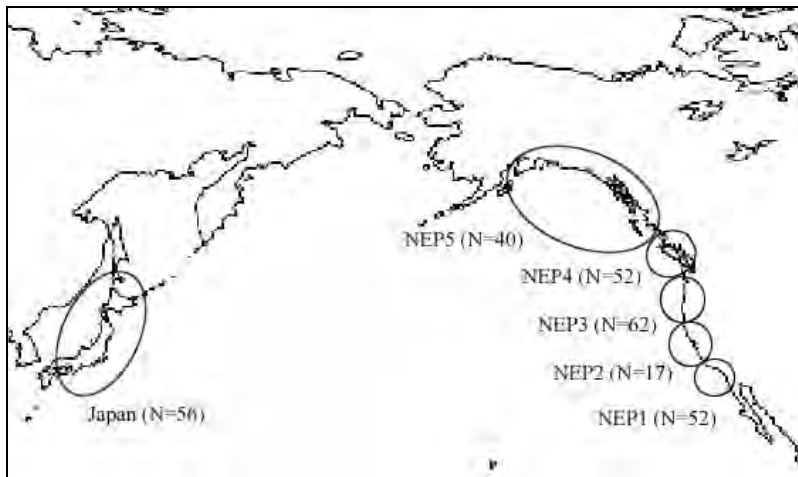 NEP5 (N=40)
NEP4 (N=52)
NEP3 (N=62)
NEP2 (N=17)
Japan (N=56)
NEP1 (N=52)